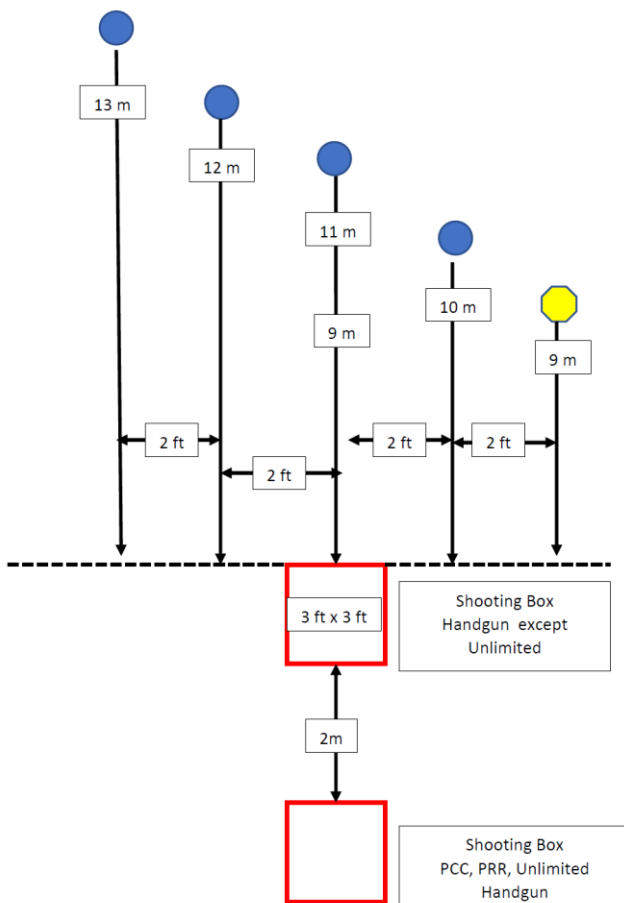 13 m
12 m
11 m
10 m
9 m
9 m
2 ft
2 ft
2 ft
2 ft
3 ft x 3 ft
Shooting Box
Handgun except
Unlimited
2m
Shooting Box
PCC, PRR, Unlimited
Handgun